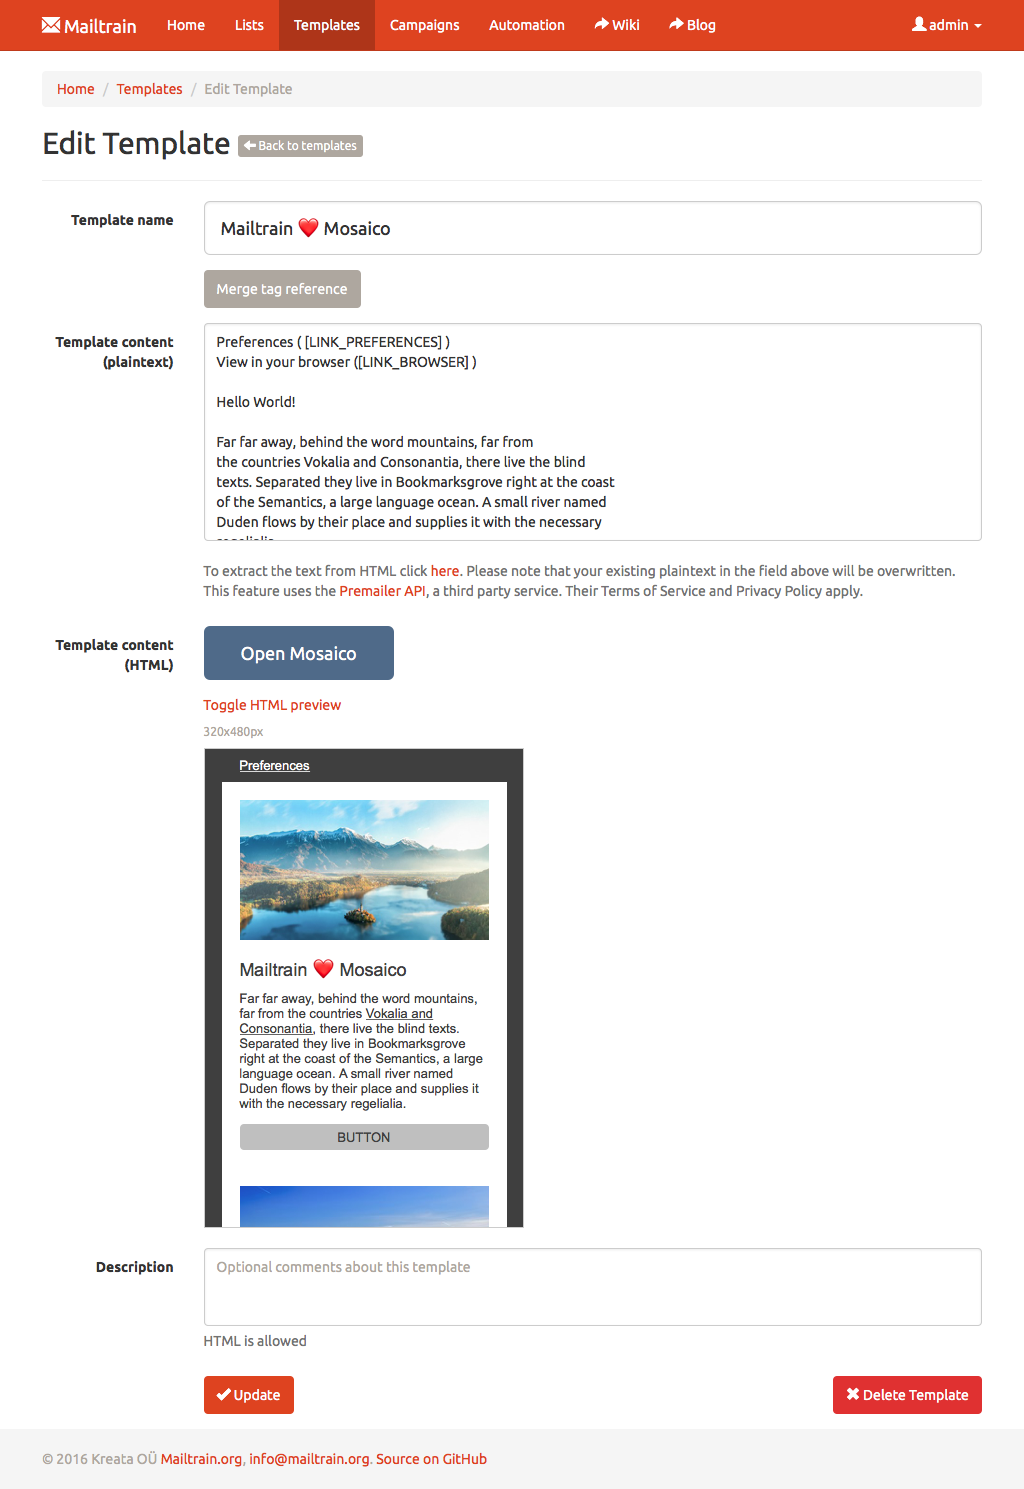 Mailtrain Home Lists Templates Campaigns Automation Wiki Blog admin
Home / Templates / Edit Template
Edit Template Back to templates
Template name
Mailtrain ❤️ Mosaico
Merge tag reference
Template content
(plaintext)
Preferences ( [LINK_PREFERENCES] )
View in your browser ([LINK_BROWSER] )
Hello World!
Far far away, behind the word mountains, far from
the countries Vokalia and Consonantia, there live the blind
texts. Separated they live in Bookmarksgrove right at the coast
of the Semantics, a large language ocean. A small river named
Duden flows by their place and supplies it with the necessary
regelialia.
To extract the text from HTML click here. Please note that your existing plaintext in the field above will be overwritten.
This feature uses the Premailer API, a third party service. Their Terms of Service and Privacy Policy apply.
Template content
(HTML)
Open Mosaico
Toggle HTML preview
320x480px
Preferences
Mailtrain ❤️ Mosaico
Far far away, behind the word mountains,
far from the countries Vokalia and
Consonantia, there live the blind texts.
Separated they live in Bookmarksgrove
right at the coast of the Semantics, a large
language ocean. A small river named
Duden flows by their place and supplies it
with the necessary regelialia.
BUTTON
Description
Optional comments about this template
HTML is allowed
Update
Delete Template
© 2016 Kreata OÜ Mailtrain.org, info@mailtrain.org. Source on GitHub